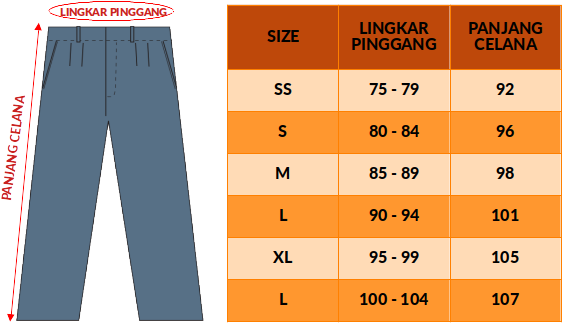 LINGKAR PINGGANG
PANJANG CELANA
SIZE LINGKAR PINGGANG PANJANG CELANA
SS 75 - 79 92
S 80 - 84 96
M 85 - 89 98
L 90 - 94 101
XL 95 - 99 105
L 100 - 104 107